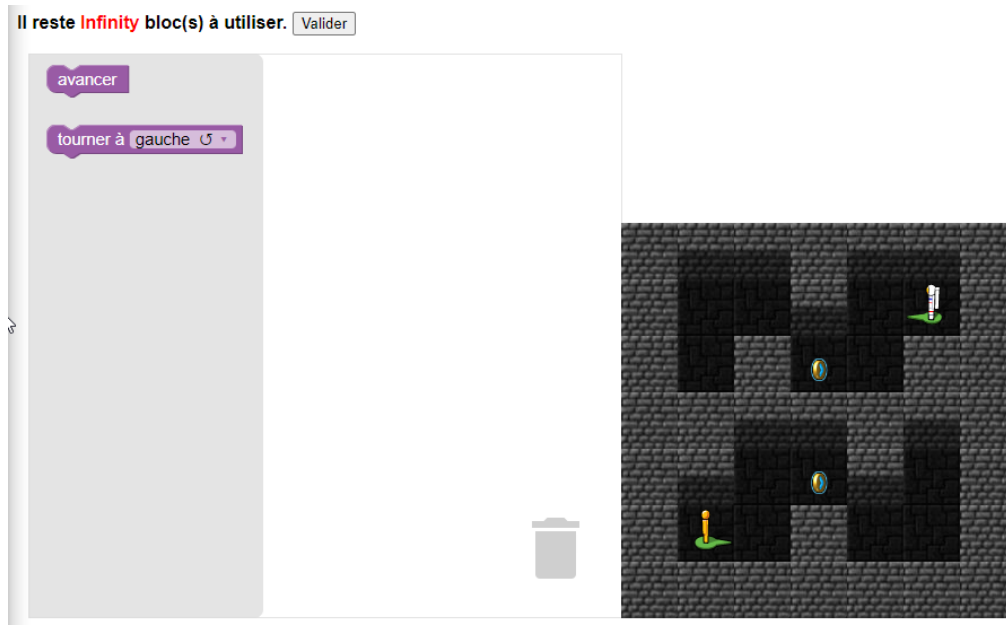 Il reste Infinity bloc(s) à utiliser. Valider
avancer
tourner à gauche ↺